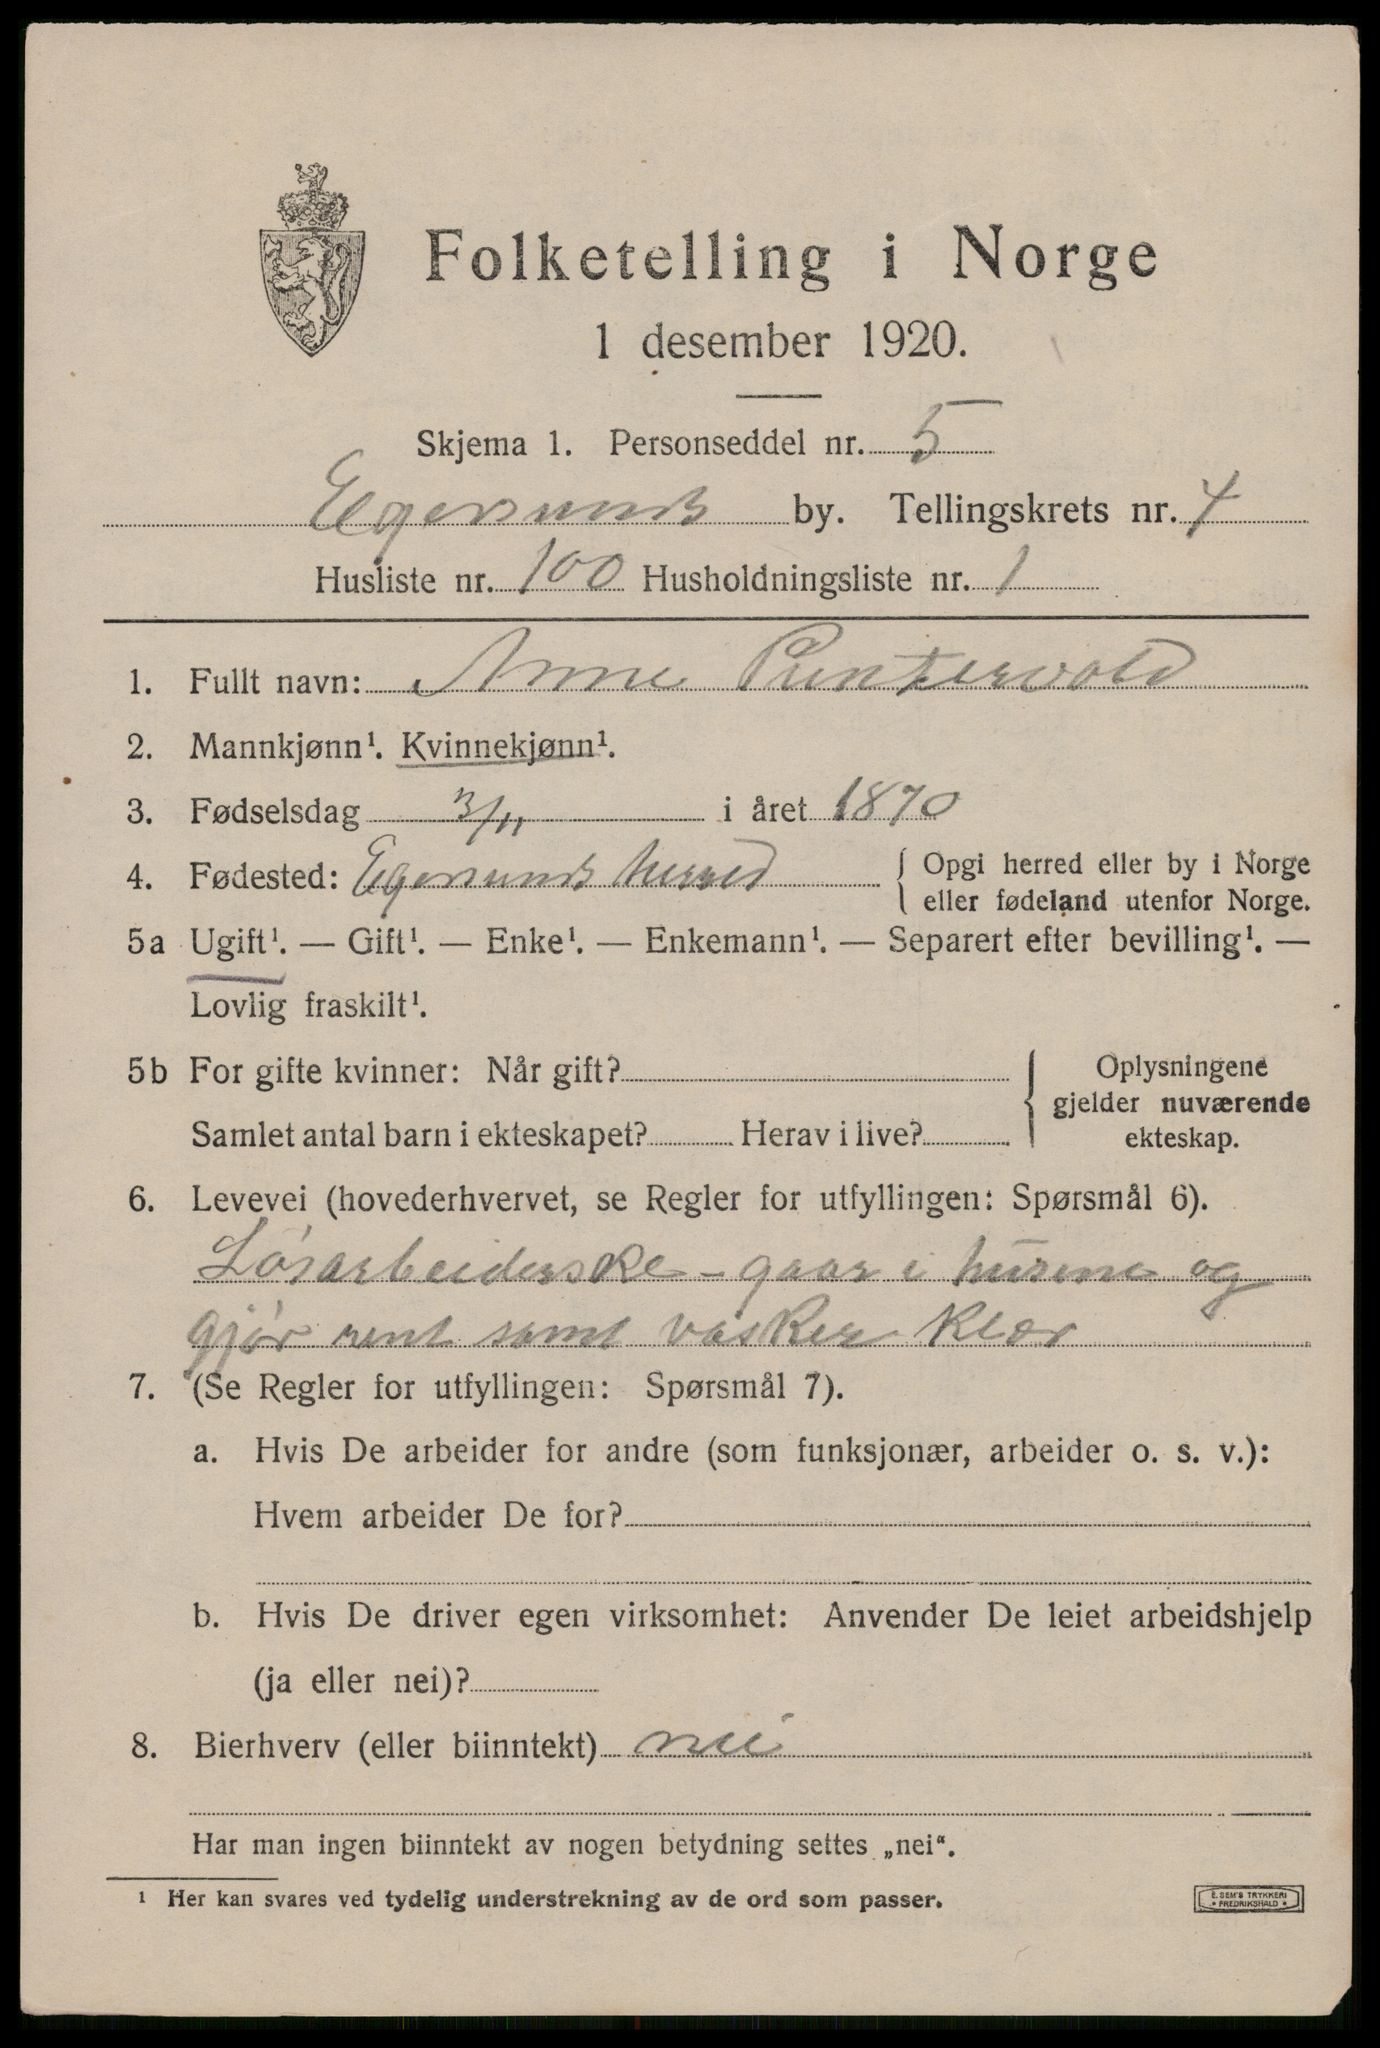 Folketelling i Norge
1 desember 1920.
Skjema 1. Personseddel nr. 5
Egersunds by. Tellingskrets nr. 4
Husliste nr. 100 Husholdningsliste nr. 1
1. Fullt navn: Anne Puntervold
2. Mannkjønn¹. Kvinnekjønn¹.
3. Fødselsdag 3/11 i året 1870
4. Fødested: Egersunds herred { Opgi herred eller by i Norge
eller fødeland utenfor Norge.
5a Ugift¹. — Gift¹. — Enke¹. — Enkemann¹. — Separert efter bevilling¹. —
Lovlig fraskilt¹.
5b For gifte kvinner: Når gift? { Oplysningene
gjelder nuværende
Samlet antal barn i ekteskapet? Herav i live? ekteskap.
6. Levevei (hovederhvervet, se Regler for utfyllingen: Spørsmål 6).
Løsarbeiderske - gaar i husene og
gjør rent samt vasker klær
7. (Se Regler for utfyllingen: Spørsmål 7).
a. Hvis De arbeider for andre (som funksjonær, arbeider o. s. v.):
Hvem arbeider De for?
b. Hvis De driver egen virksomhet: Anvender De leiet arbeidshjelp
(ja eller nei)?
8. Bierhverv (eller biinntekt) nei
Har man ingen biinntekt av nogen betydning settes „nei“.
¹ Her kan svares ved tydelig understrekning av de ord som passer.
E. SEM'S TRYKKERI
* FREDRIKSHALD *